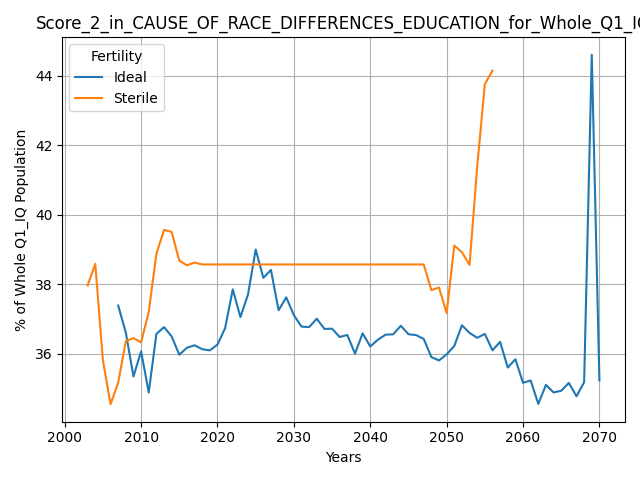 Score_2_in_CAUSE_OF_RACE_DIFFERENCES_EDUCATION_for_Whole_Q1_IQ
Fertility
Ideal
Sterile
% of Whole Q1_IQ Population
44
42
40
38
36
2000 2010 2020 2030 2040 2050 2060 2070
Years